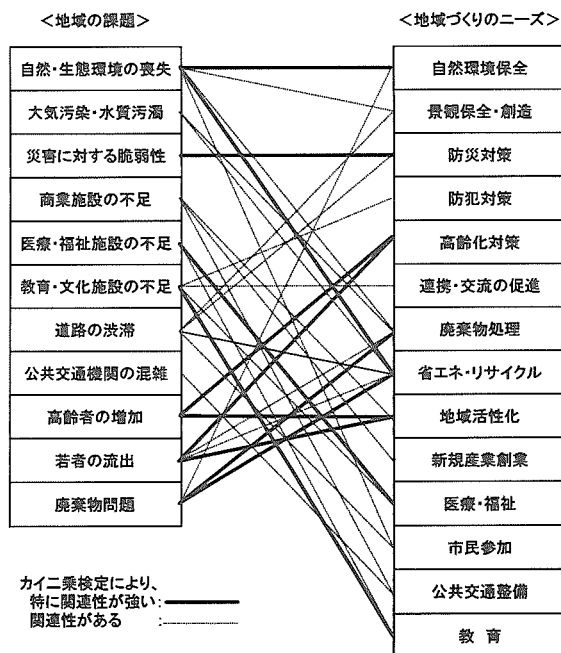 ＜地域の課題＞
自然・生態環境の喪失
大気汚染・水質汚濁
災害に対する脆弱性
商業施設の不足
医療・福祉施設の不足
教育・文化施設の不足
道路の渋滞
公共交通機関の混雑
高齢者の増加
若者の流出
廃棄物問題
＜地域づくりのニーズ＞
自然環境保全
景観保全・創造
防災対策
防犯対策
高齢化対策
連携・交流の促進
廃棄物処理
省エネ・リサイクル
地域活性化
新規産業創業
医療・福祉
市民参加
公共交通整備
教 育
カイ二乗検定により、
特に関連性が強い：
関連性がある ：